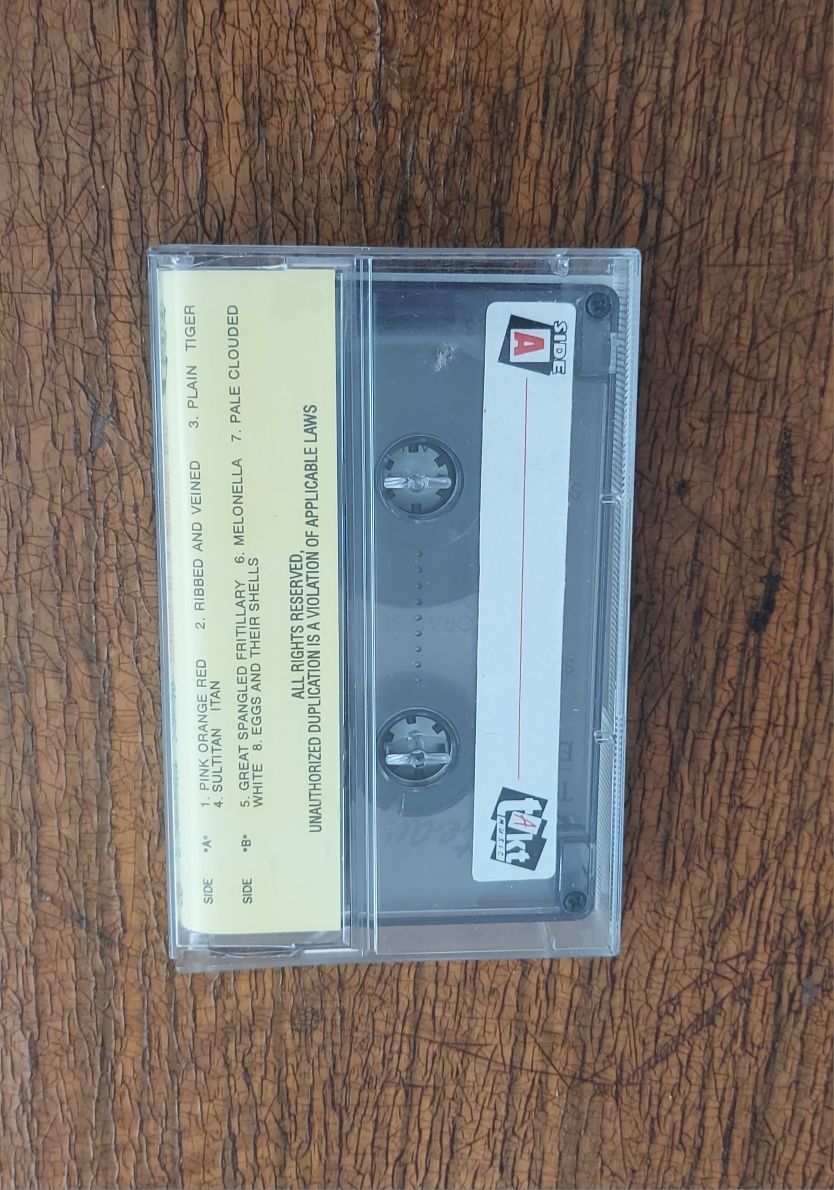 SIDE "A" 1. PINK ORANGE RED 2. RIBBED AND VEINED 3. PLAIN TIGER
4. SULTITAN ITAN
SIDE "B" 5. GREAT SPANGLED FRITILLARY 6. MELONELLA 7. PALE CLOUDED
WHITE 8. EGGS AND THEIR SHELLS
ALL RIGHTS RESERVED,
UNAUTHORIZED DUPLICATION IS A VIOLATION OF APPLICABLE LAWS
ORANGE
takt
MUSIC
SIDE
A